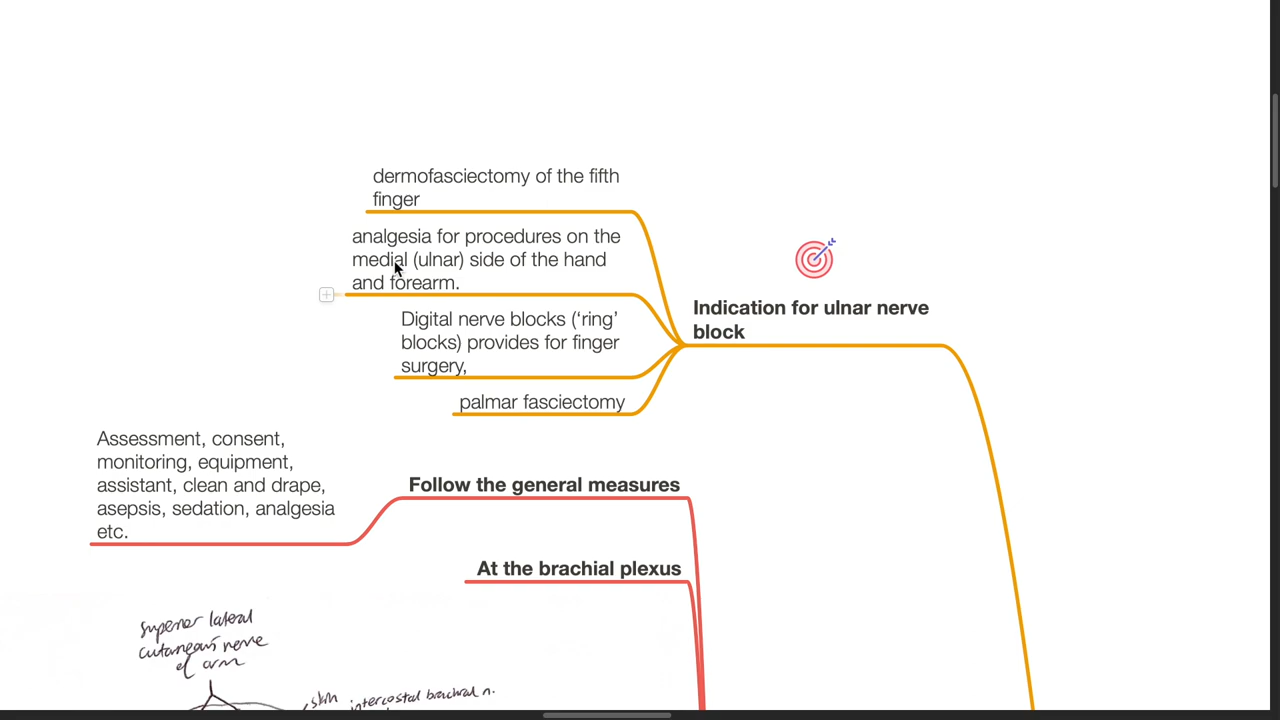 dermofasciectomy of the fifth
finger
analgesia for procedures on the
medial (ulnar) side of the hand
and forearm.
Indication for ulnar nerve
block
Digital nerve blocks (‘ring’
blocks) provides for finger
surgery,
palmar fasciectomy
Assessment, consent,
monitoring, equipment,
assistant, clean and drape,
asepsis, sedation, analgesia
etc.
Follow the general measures
At the brachial plexus
superior lateral
cutaneous nerve
of arm
skin
intercostal brachial n.